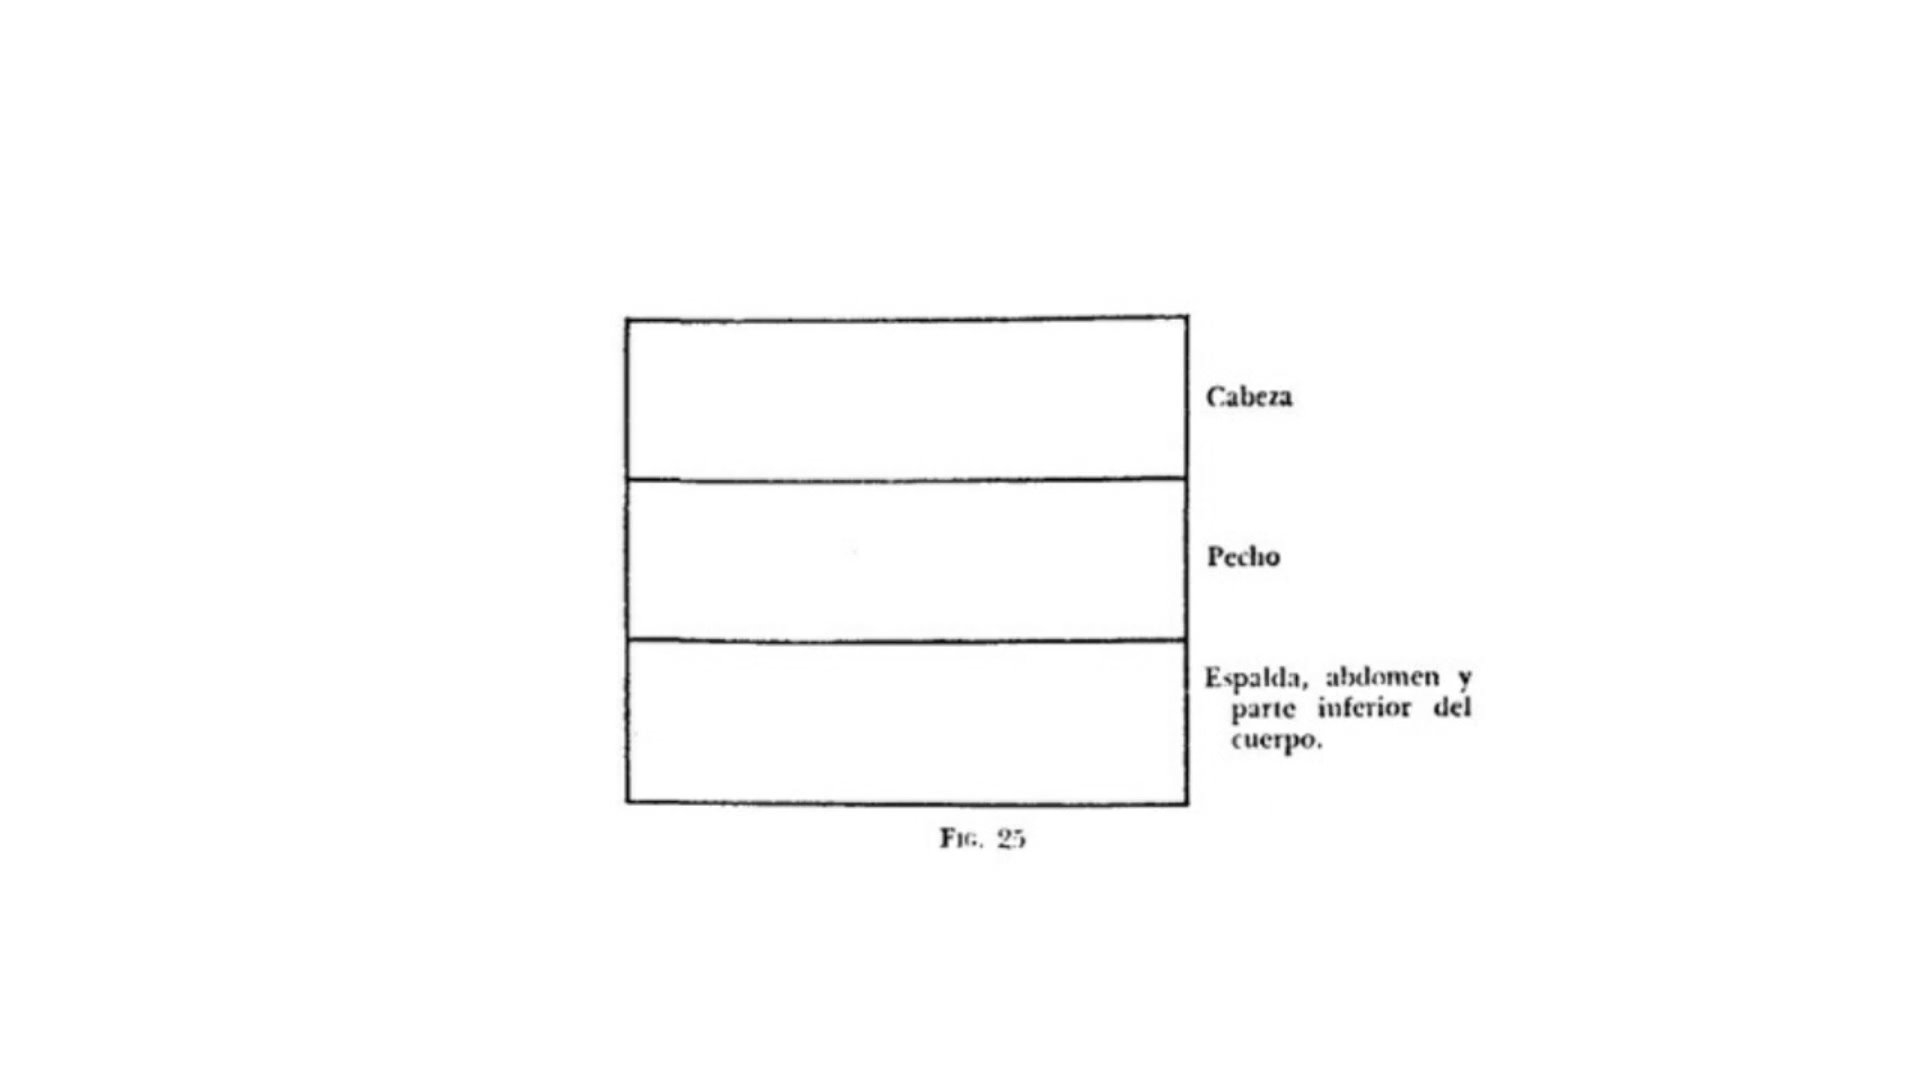 Cabeza
Pecho
Espalda, abdomen y
parte inferior del
cuerpo.
FIG. 25